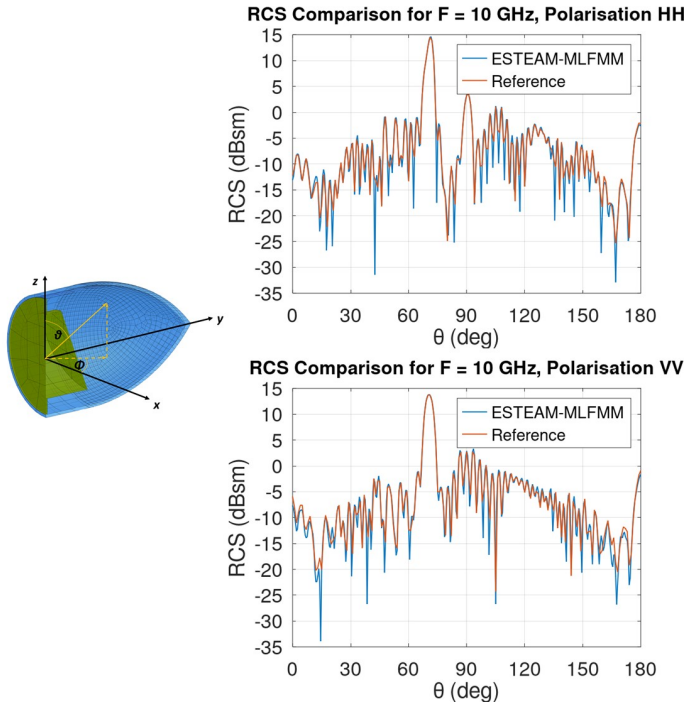 RCS Comparison for F = 10 GHz, Polarisation HH
ESTEAM-MLFMM
Reference
RCS (dBsm)
15
10
5
0
-5
-10
-15
-20
-25
-30
-35
0 30 60 90 120 150 180
θ (deg)
z
y
x
ϑ
Φ
RCS Comparison for F = 10 GHz, Polarisation VV
ESTEAM-MLFMM
Reference
RCS (dBsm)
15
10
5
0
-5
-10
-15
-20
-25
-30
-35
0 30 60 90 120 150 180
θ (deg)